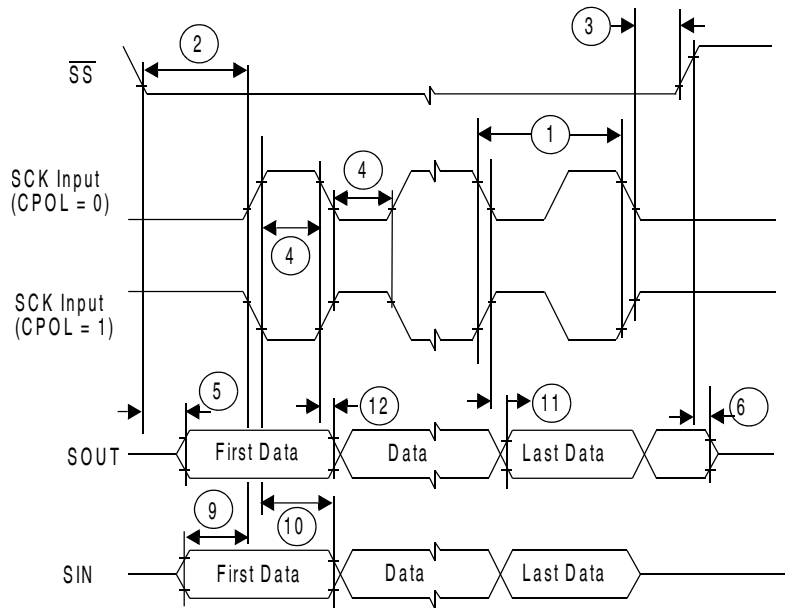 2
3
SS
1
SCK Input
(CPOL = 0)
4
4
SCK Input
(CPOL = 1)
5
12
11
6
SOUT
First Data
Data
Last Data
9
10
SIN
First Data
Data
Last Data